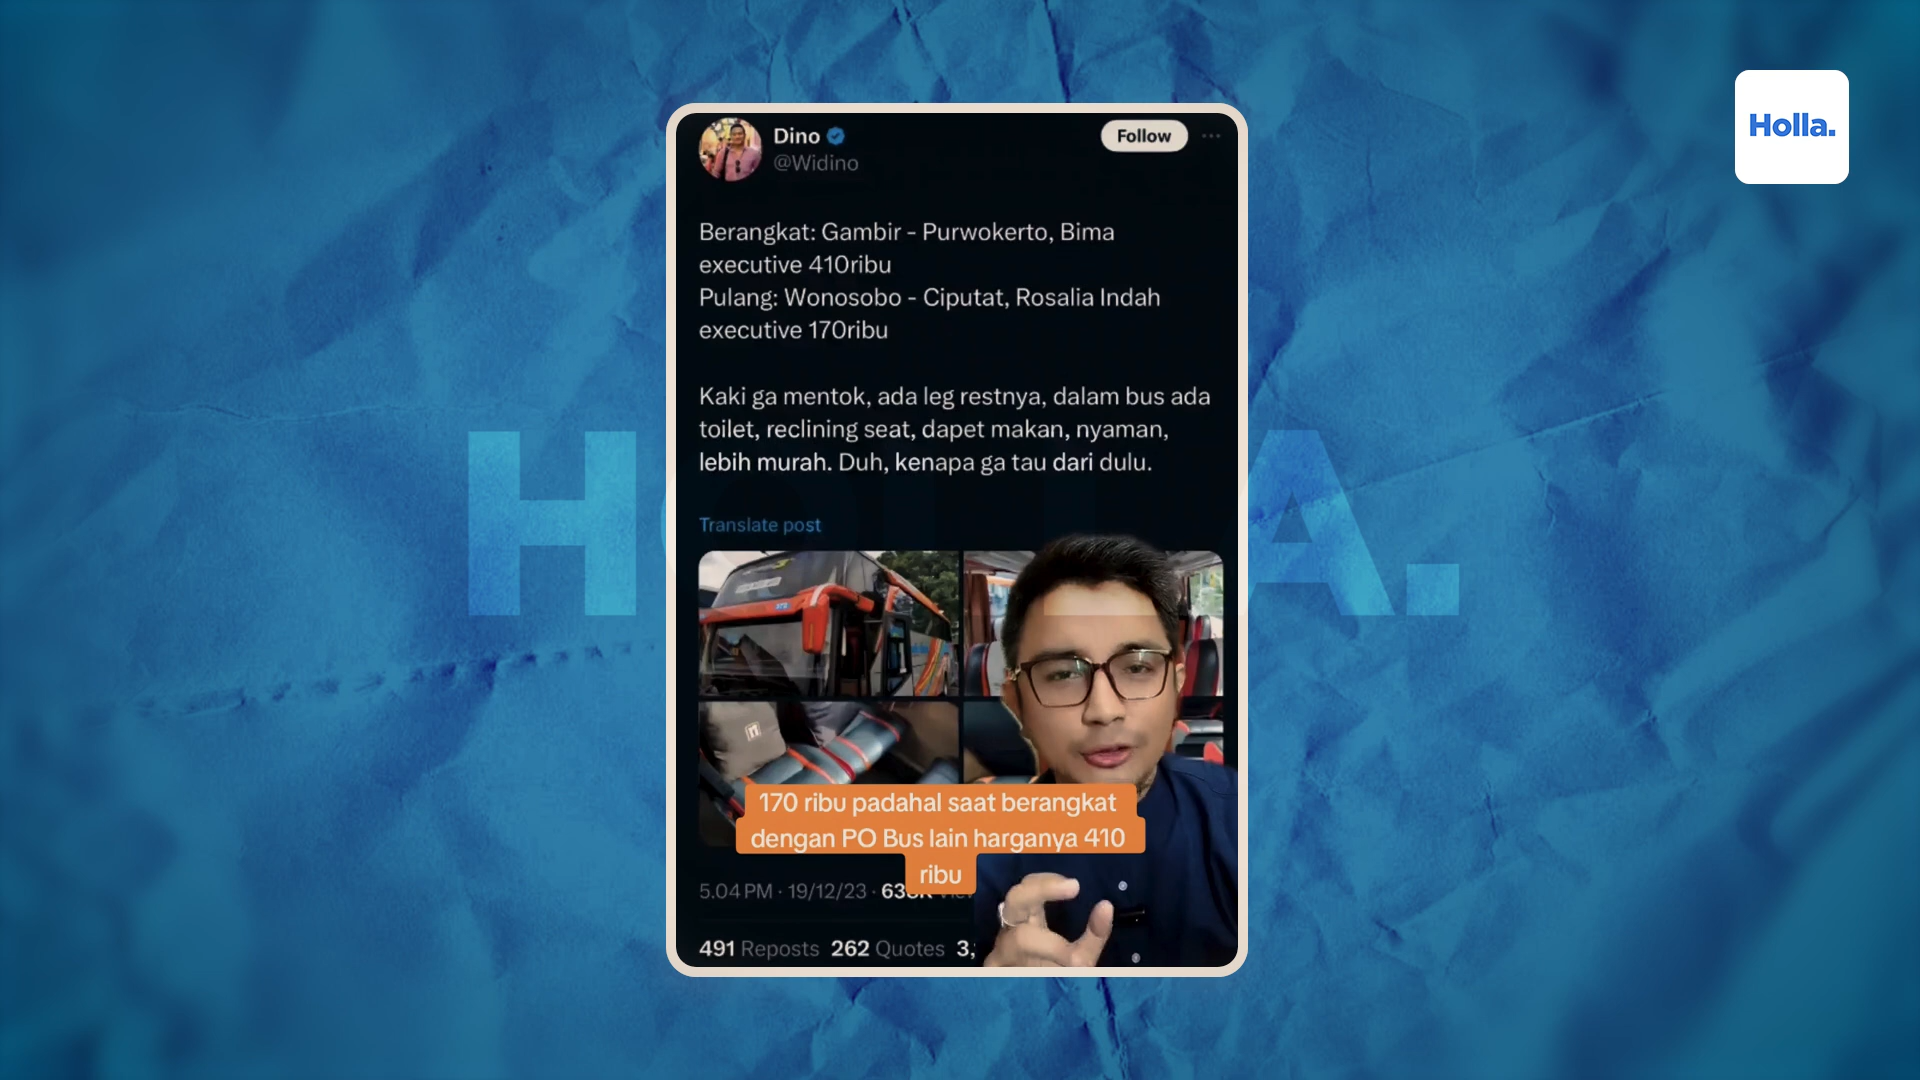 Holla.
Dino
@Widino
Follow
Berangkat: Gambir - Purwokerto, Bima
executive 410ribu
Pulang: Wonosobo - Ciputat, Rosalia Indah
executive 170ribu
Kaki ga mentok, ada leg restnya, dalam bus ada
toilet, reclining seat, dapet makan, nyaman,
lebih murah. Duh, kenapa ga tau dari dulu.
Translate post
170 ribu padahal saat berangkat
dengan PO Bus lain harganya 410
ribu
5.04 PM · 19/12/23 ·
491 Reposts 262 Quotes 3,